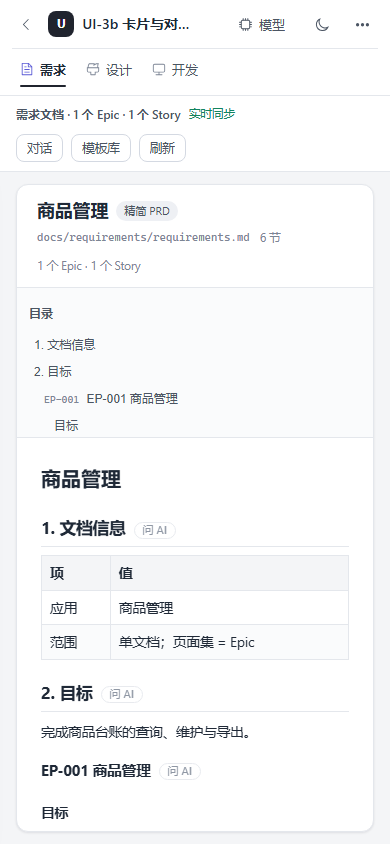 U UI-3b 卡片与对... 模型
需求 设计 开发
需求文档 · 1 个 Epic · 1 个 Story 实时同步
对话 模板库 刷新
商品管理 精简 PRD
docs/requirements/requirements.md 6 节
1 个 Epic · 1 个 Story
目录
1. 文档信息
2. 目标
EP-001 EP-001 商品管理
目标
商品管理
1. 文档信息 问 AI
项 值
应用 商品管理
范围 单文档；页面集 = Epic
2. 目标 问 AI
完成商品台账的查询、维护与导出。
EP-001 商品管理 问 AI
目标